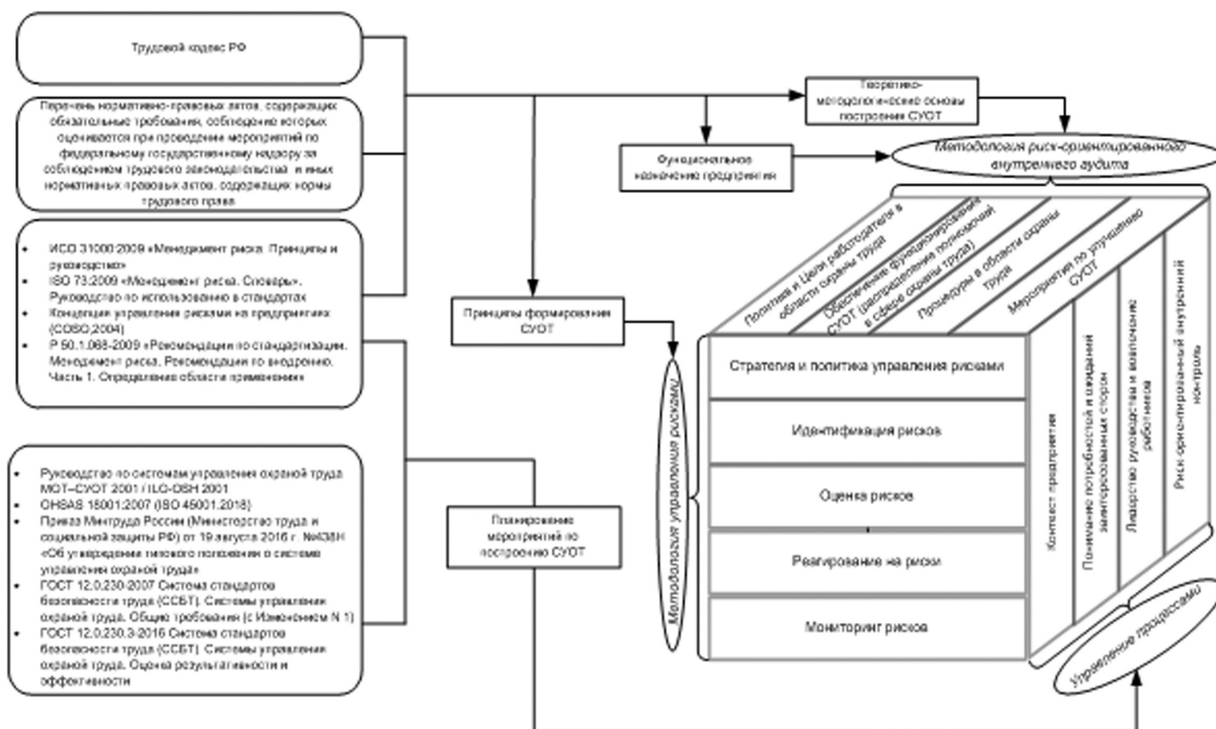 Трудовой кодекс РФ
Перечень нормативно-правовых актов, содержащих
обязательные требования, соблюдение которых
оценивается при проведении мероприятий по
федеральному государственному надзору за
соблюдением трудового законодательства и иных
нормативных правовых актов, содержащих нормы
трудового права
• ИСО 31000:2009 «Менеджмент риска. Принципы и
руководство»
• ISO 73:2009 «Менеджмент риска. Словарь».
Руководство по использованию в стандартах
• Концепция управления рисками на предприятиях
(COSO,2004)
• Р 50.1.068-2009 «Рекомендации по стандартизации.
Менеджмент риска. Рекомендации по внедрению.
Часть 1. Определение области применения»
• Руководство по системам управления охраной труда
МОТ–СУОТ 2001 / ILO-OSH 2001
• OHSAS 18001:2007 (ISO 45001:2018)
• Приказ Минтруда России (Министерство труда и
социальной защиты РФ) от 19 августа 2016 г. №438Н
«Об утверждении типового положения о системе
управления охраной труда»
• ГОСТ 12.0.230-2007 Система стандартов
безопасности труда (ССБТ). Системы управления
охраной труда. Общие требования (с Изменением N 1)
• ГОСТ 12.0.230.3-2016 Система стандартов
безопасности труда (ССБТ). Системы управления
охраной труда. Оценка результативности и
эффективности
Теоретико-
методологические основы
построения СУОТ
Функциональное
назначение предприятия
Методология риск-ориентированного
внутреннего аудита
Принципы формирования
СУОТ
Планирование
мероприятий по
построению СУОТ
Методология управления рисками
Политика и Цели работодателя в
области охраны труда
Обеспечение функционирования
СУОТ (распределение полномочий
в сфере охраны труда)
Процедуры в области охраны
труда
Мероприятия по улучшению
СУОТ
Стратегия и политика управления рисками
Идентификация рисков
Оценка рисков
Реагирование на риски
Мониторинг рисков
Контекст предприятия
Понимание потребностей и ожиданий
заинтересованных сторон
Лидерство руководства и вовлечение
работников
Риск-ориентированный внутренний
контроль
Управление процессами